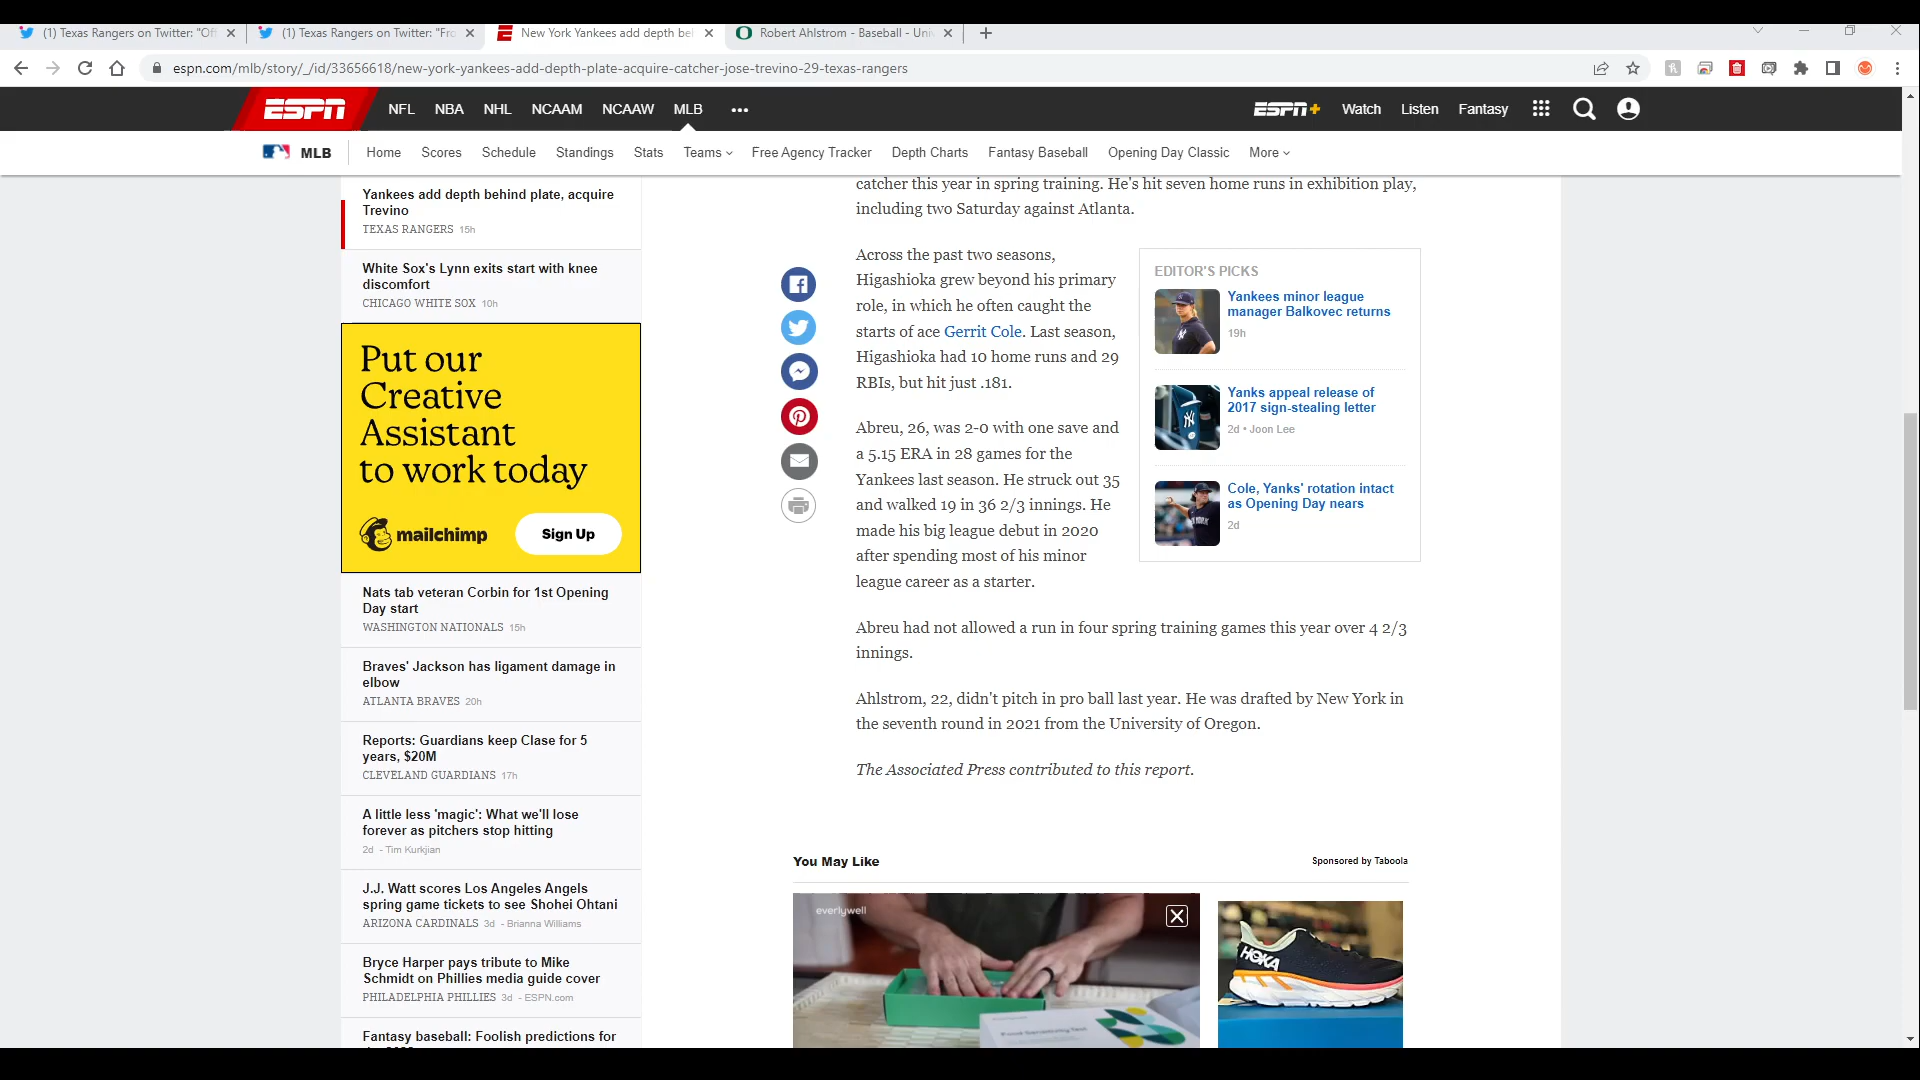 (1) Texas Rangers on Twitter: "Off
(1) Texas Rangers on Twitter: "Fro
New York Yankees add depth beh
Robert Ahlstrom - Baseball - Univ
espn.com/mlb/story/_/id/33656618/new-york-yankees-add-depth-plate-acquire-catcher-jose-trevino-29-texas-rangers
ESPN NFL NBA NHL NCAAM NCAAW MLB ••• ESPN+ Watch Listen Fantasy
MLB Home Scores Schedule Standings Stats Teams Free Agency Tracker Depth Charts Fantasy Baseball Opening Day Classic More
Yankees add depth behind plate, acquire
Trevino
TEXAS RANGERS 15h
White Sox's Lynn exits start with knee
discomfort
CHICAGO WHITE SOX 10h
Put our
Creative
Assistant
to work today
mailchimp
Sign Up
Nats tab veteran Corbin for 1st Opening
Day start
WASHINGTON NATIONALS 15h
Braves' Jackson has ligament damage in
elbow
ATLANTA BRAVES 20h
Reports: Guardians keep Clase for 5
years, $20M
CLEVELAND GUARDIANS 17h
A little less 'magic': What we'll lose
forever as pitchers stop hitting
2d - Tim Kurkjian
J.J. Watt scores Los Angeles Angels
spring game tickets to see Shohei Ohtani
ARIZONA CARDINALS 3d - Brianna Williams
Bryce Harper pays tribute to Mike
Schmidt on Phillies media guide cover
PHILADELPHIA PHILLIES 3d - ESPN.com
Fantasy baseball: Foolish predictions for
catcher this year in spring training. He's hit seven home runs in exhibition play,
including two Saturday against Atlanta.
Across the past two seasons,
Higashioka grew beyond his primary
role, in which he often caught the
starts of ace Gerrit Cole. Last season,
Higashioka had 10 home runs and 29
RBIs, but hit just .181.
Abreu, 26, was 2-0 with one save and
a 5.15 ERA in 28 games for the
Yankees last season. He struck out 35
and walked 19 in 36 2/3 innings. He
made his big league debut in 2020
after spending most of his minor
league career as a starter.
EDITOR'S PICKS
Yankees minor league
manager Balkovec returns
19h
Yanks appeal release of
2017 sign-stealing letter
2d • Joon Lee
Cole, Yanks' rotation intact
as Opening Day nears
2d
Abreu had not allowed a run in four spring training games this year over 4 2/3
innings.
Ahlstrom, 22, didn't pitch in pro ball last year. He was drafted by New York in
the seventh round in 2021 from the University of Oregon.
The Associated Press contributed to this report.
You May Like
Sponsored by Taboola
everlywell
HOKA